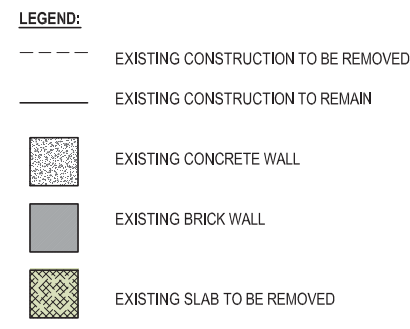 LEGEND:
EXISTING CONSTRUCTION TO BE REMOVED
EXISTING CONSTRUCTION TO REMAIN
EXISTING CONCRETE WALL
EXISTING BRICK WALL
EXISTING SLAB TO BE REMOVED